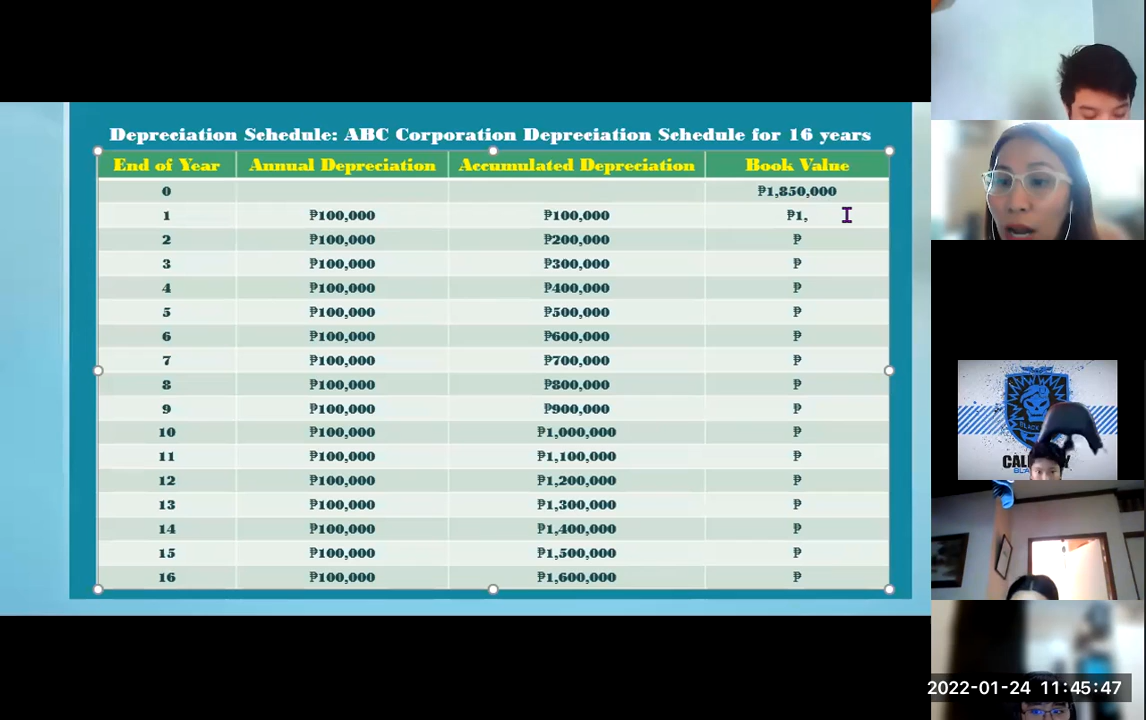 Depreciation Schedule: ABC Corporation Depreciation Schedule for 16 years
End of Year Annual Depreciation Accumulated Depreciation Book Value
0 ₱1,850,000
1 ₱100,000 ₱100,000 ₱1,
2 ₱100,000 ₱200,000 ₱
3 ₱100,000 ₱300,000 ₱
4 ₱100,000 ₱400,000 ₱
5 ₱100,000 ₱500,000 ₱
6 ₱100,000 ₱600,000 ₱
7 ₱100,000 ₱700,000 ₱
8 ₱100,000 ₱800,000 ₱
9 ₱100,000 ₱900,000 ₱
10 ₱100,000 ₱1,000,000 ₱
11 ₱100,000 ₱1,100,000 ₱
12 ₱100,000 ₱1,200,000 ₱
13 ₱100,000 ₱1,300,000 ₱
14 ₱100,000 ₱1,400,000 ₱
15 ₱100,000 ₱1,500,000 ₱
16 ₱100,000 ₱1,600,000 ₱
BLACK
2022-01-24 11:45:47